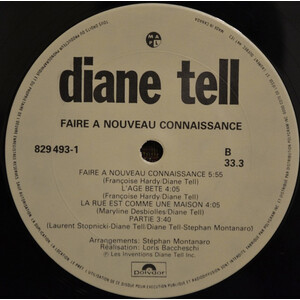 diane tell
FAIRE A NOUVEAU CONNAISSANCE
829 493-1
B
33.3
FAIRE A NOUVEAU CONNAISSANCE 5:55
(Françoise Hardy/Diane Tell)
L'AGE BETE 4:05
(Françoise Hardy/Diane Tell)
LA RUE EST COMME UNE MAISON 4:05
(Maryline Desbiolles/Diane Tell)
PARTIE 3:40
(Laurent Stopnicki-Diane Tell/Diane Tell-Stephan Montanaro)
Arrangements: Stéphan Montanaro
Réalisation: Loris Baccheschi
℗ Les Inventions Diane Tell Inc.
polydor